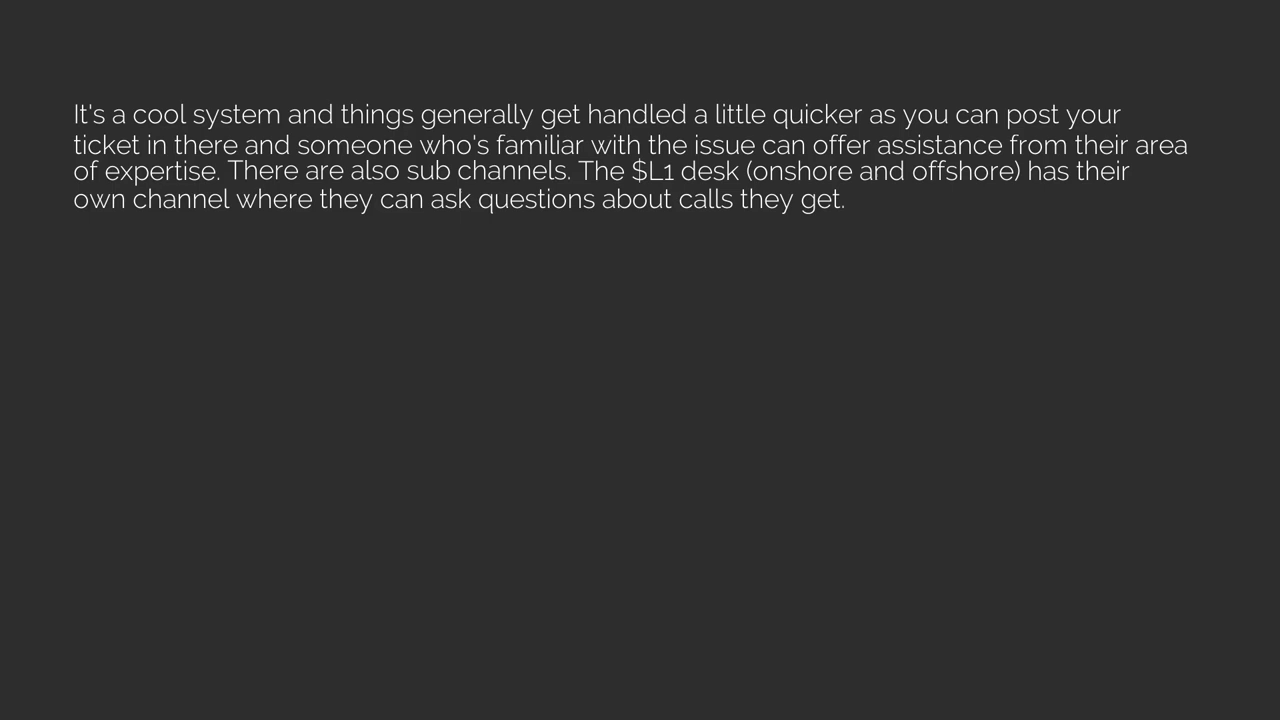 It's a cool system and things generally get handled a little quicker as you can post your
ticket in there and someone who's familiar with the issue can offer assistance from their area
of expertise. There are also sub channels. The $L1 desk (onshore and offshore) has their
own channel where they can ask questions about calls they get.